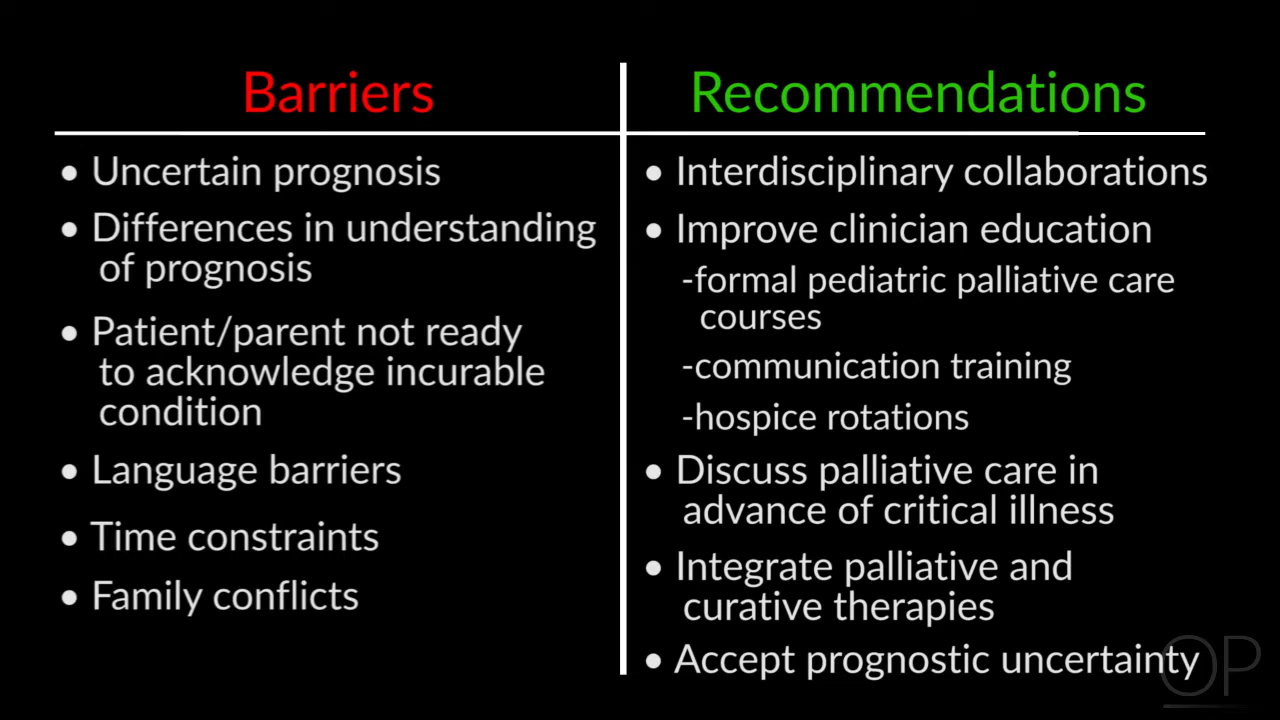 Barriers
• Uncertain prognosis
• Differences in understanding
of prognosis
• Patient/parent not ready
to acknowledge incurable
condition
• Language barriers
• Time constraints
• Family conflicts
Recommendations
• Interdisciplinary collaborations
• Improve clinician education
-formal pediatric palliative care
courses
-communication training
-hospice rotations
• Discuss palliative care in
advance of critical illness
• Integrate palliative and
curative therapies
• Accept prognostic uncertainty
OP